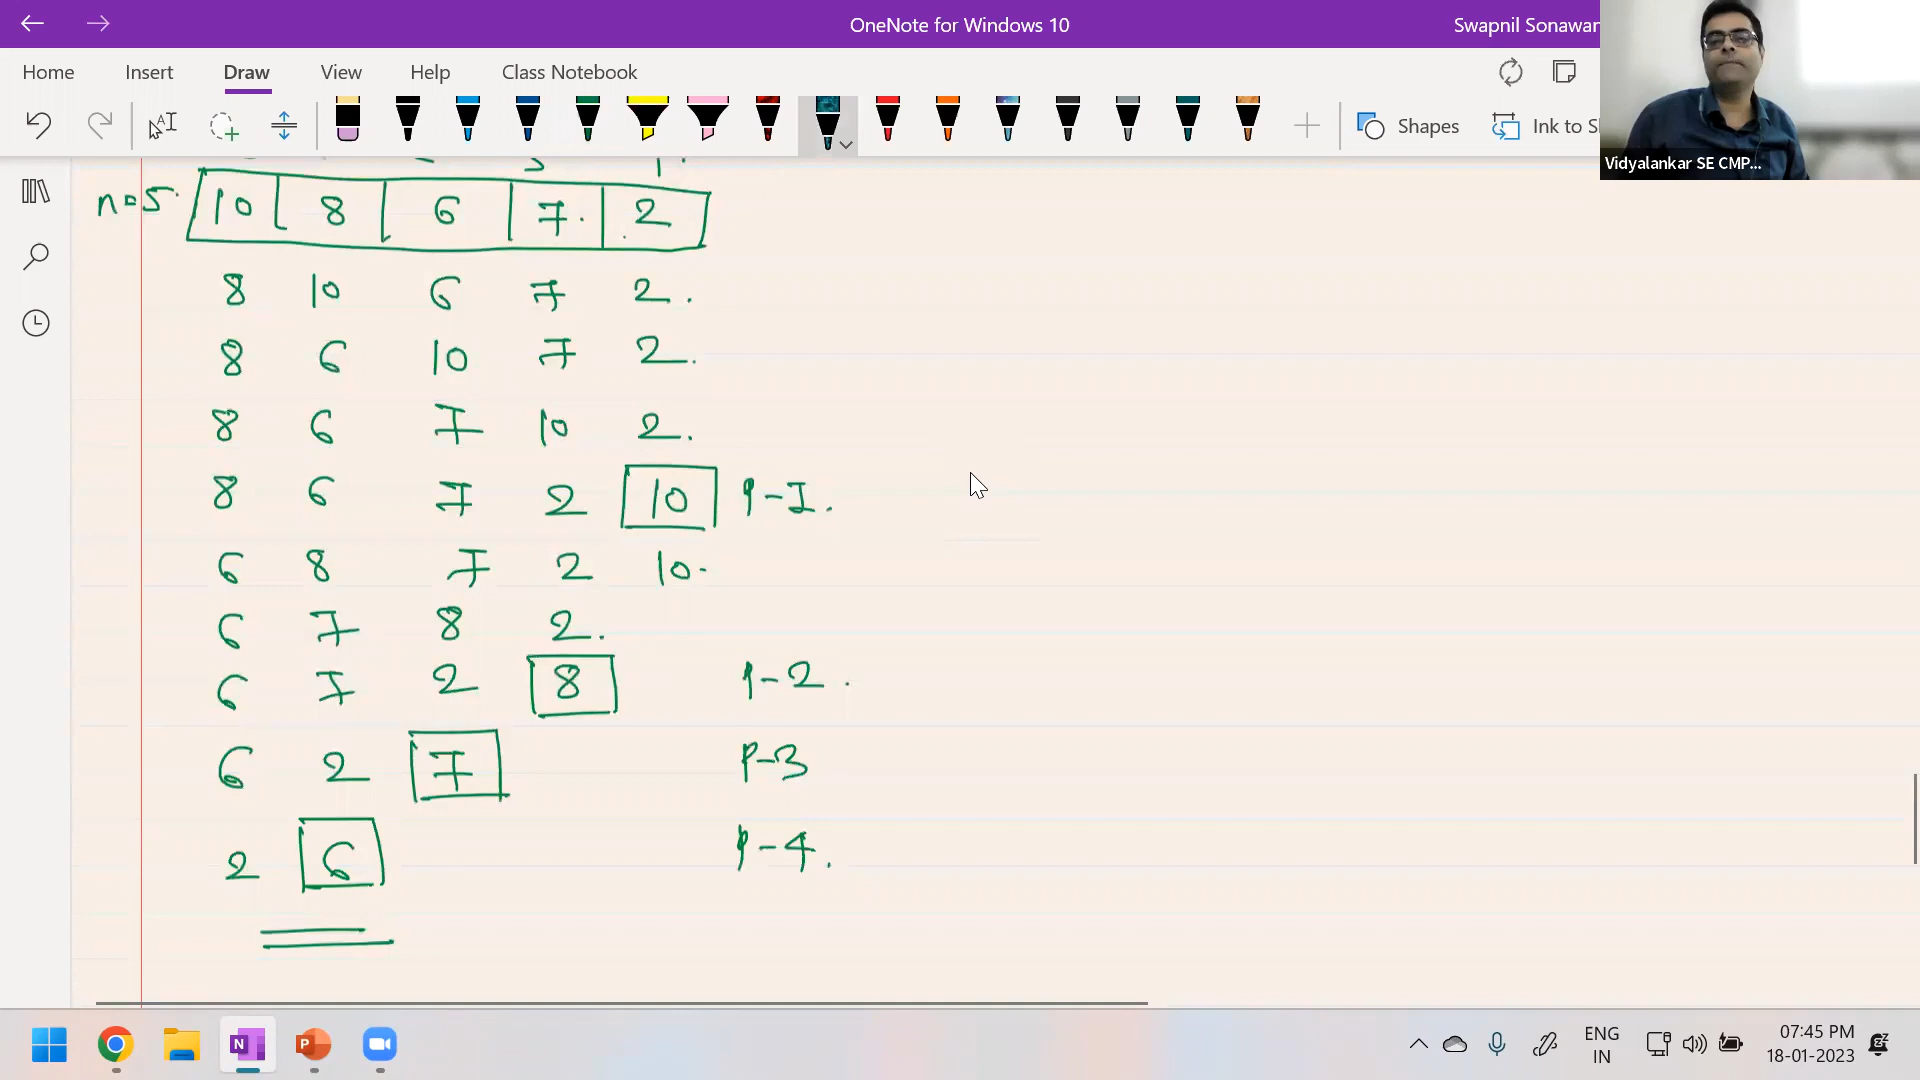 OneNote for Windows 10
Swapnil Sonawan
Home Insert Draw View Help Class Notebook
Shapes Ink to S
Vidyalankar SE CMP...
n=5 10 8 6 7. 2
8 10 6 7 2.
8 6 10 7 2.
8 6 7 10 2.
8 6 7 2 10 P-I.
6 8 7 2 10.
6 7 8 2.
6 7 2 8 P-2.
6 2 7 P-3
2 6 P-4.
ENG
IN
07:45 PM
18-01-2023